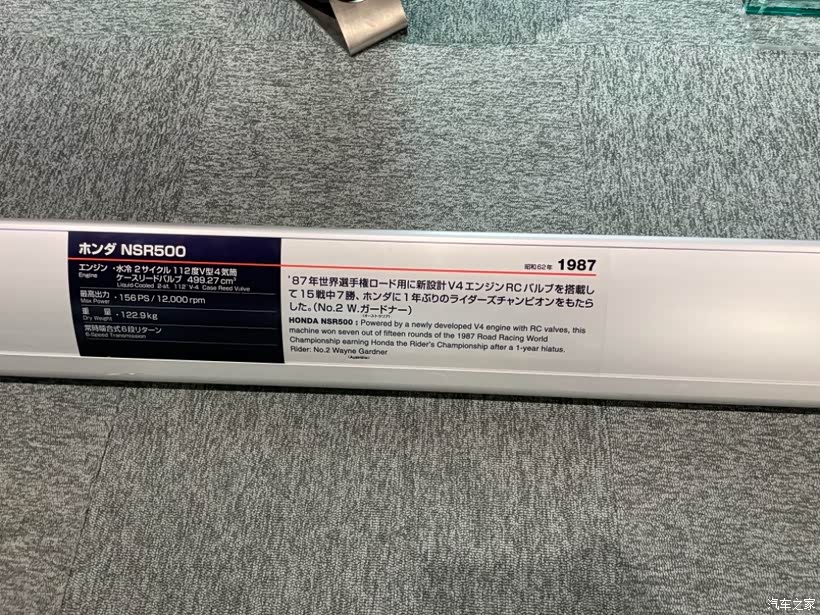 ホンダ NSR500
エンジン ・水冷 2サイクル 112度V型4気筒
Engine ケースリードバルブ 499.27cm³
Liquid-Cooled 2-st. 112°V-4 Case Reed Valve
最高出力 ・156PS / 12,000 rpm
Max Power
重量 ・122.9kg
Dry Weight
常時噛合式6段リターン
6-Speed Transmission
昭和62年 1987
'87年世界選手権ロード用に新設計V4エンジンRCバルブを搭載し
て15戦中7勝、ホンダに1年ぶりのライダーズチャンピオンをもたら
した。(No.2 W.ガードナー)
(オーストラリア)
HONDA NSR500 : Powered by a newly developed V4 engine with RC valves, this
machine won seven out of fifteen rounds of the 1987 Road Racing World
Championship earning Honda the Rider's Championship after a 1-year hiatus.
Rider: No.2 Wayne Gardner
(Australia)
汽车之家